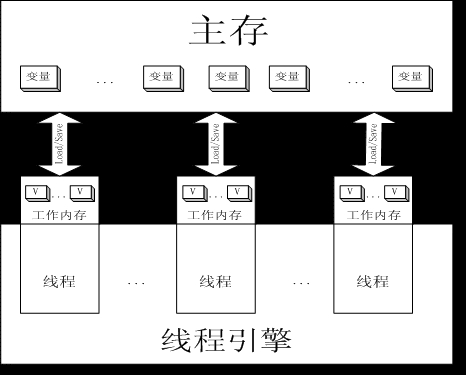 主存
变量 ... 变量 变量 变量 ... 变量
Load/Save Load/Save Load/Save
V ... V V ... V V ... V
工作内存 工作内存 工作内存
线程 ... 线程 ... 线程
线程引擎